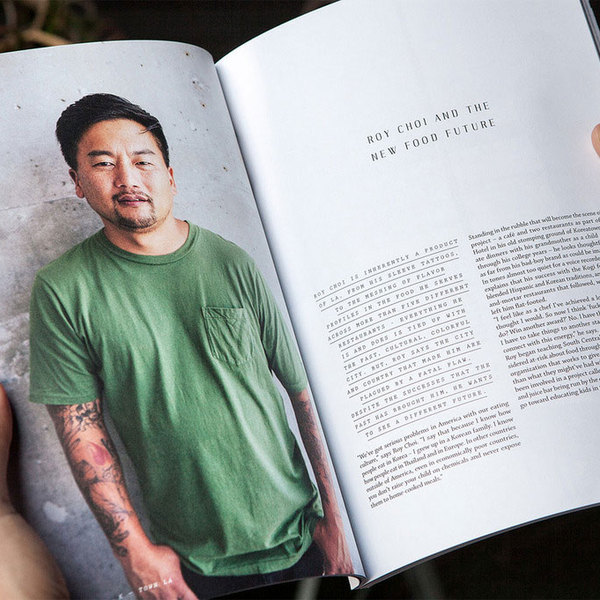 K - TOWN, LA
ROY CHOI AND THE
NEW FOOD FUTURE
ROY CHOI IS INHERENTLY A PRODUCT
OF LA. FROM HIS SLEEVE TATTOOS,
TO THE MESHING OF FLAVOR
PROFILES IN THE FOOD HE SERVES
ACROSS MORE THAN FIVE DIFFERENT
RESTAURANTS - EVERYTHING HE
IS AND DOES IS TIED UP WITH
THE FAST, CULTURAL, COLORFUL
CITY. BUT, ROY SAYS THE CITY
AND COUNTRY THAT MADE HIM ARE
PLAGUED BY A FATAL FLAW.
DESPITE THE SUCCESSES THAT THE
PAST HAS BROUGHT HIM, HE WANTS
TO SEE A DIFFERENT FUTURE.
"We've got serious problems in America with our eating
culture," says Roy Choi. "I say that because I know how
people eat in Korea – I grew up in a Korean family. I know
how people eat in Thailand and in Europe. In other countries
outside of America, even in economically poor countries,
you don't raise your child on chemicals and never expose
them to home cooked meals."
Standing in the rubble that will become the scene of
project – a café and two restaurants as part of
Hotel in his old stomping ground of Koreatown
ate dinners with his grandmother as a child
through his college years – he looks though
as far from his bad-boy brand as could be
In tones almost too quiet for a voice record
explains that his success with the Kogi
blended Hispanic and Korean traditions, a
and mortar restaurants that followed,
left him flat-footed.
"I feel like as a chef I've achieved a lo
thought I would. So now I think 'fuck
do? Win another award?' No. I have th
I have to take things to another sta
connect with this energy," he says.
Roy began teaching South Central
sidered at-risk about food through
organization that works to give
than what they might've had w
been involved in a project calle
and juice bar being run by the
go toward educating kids in